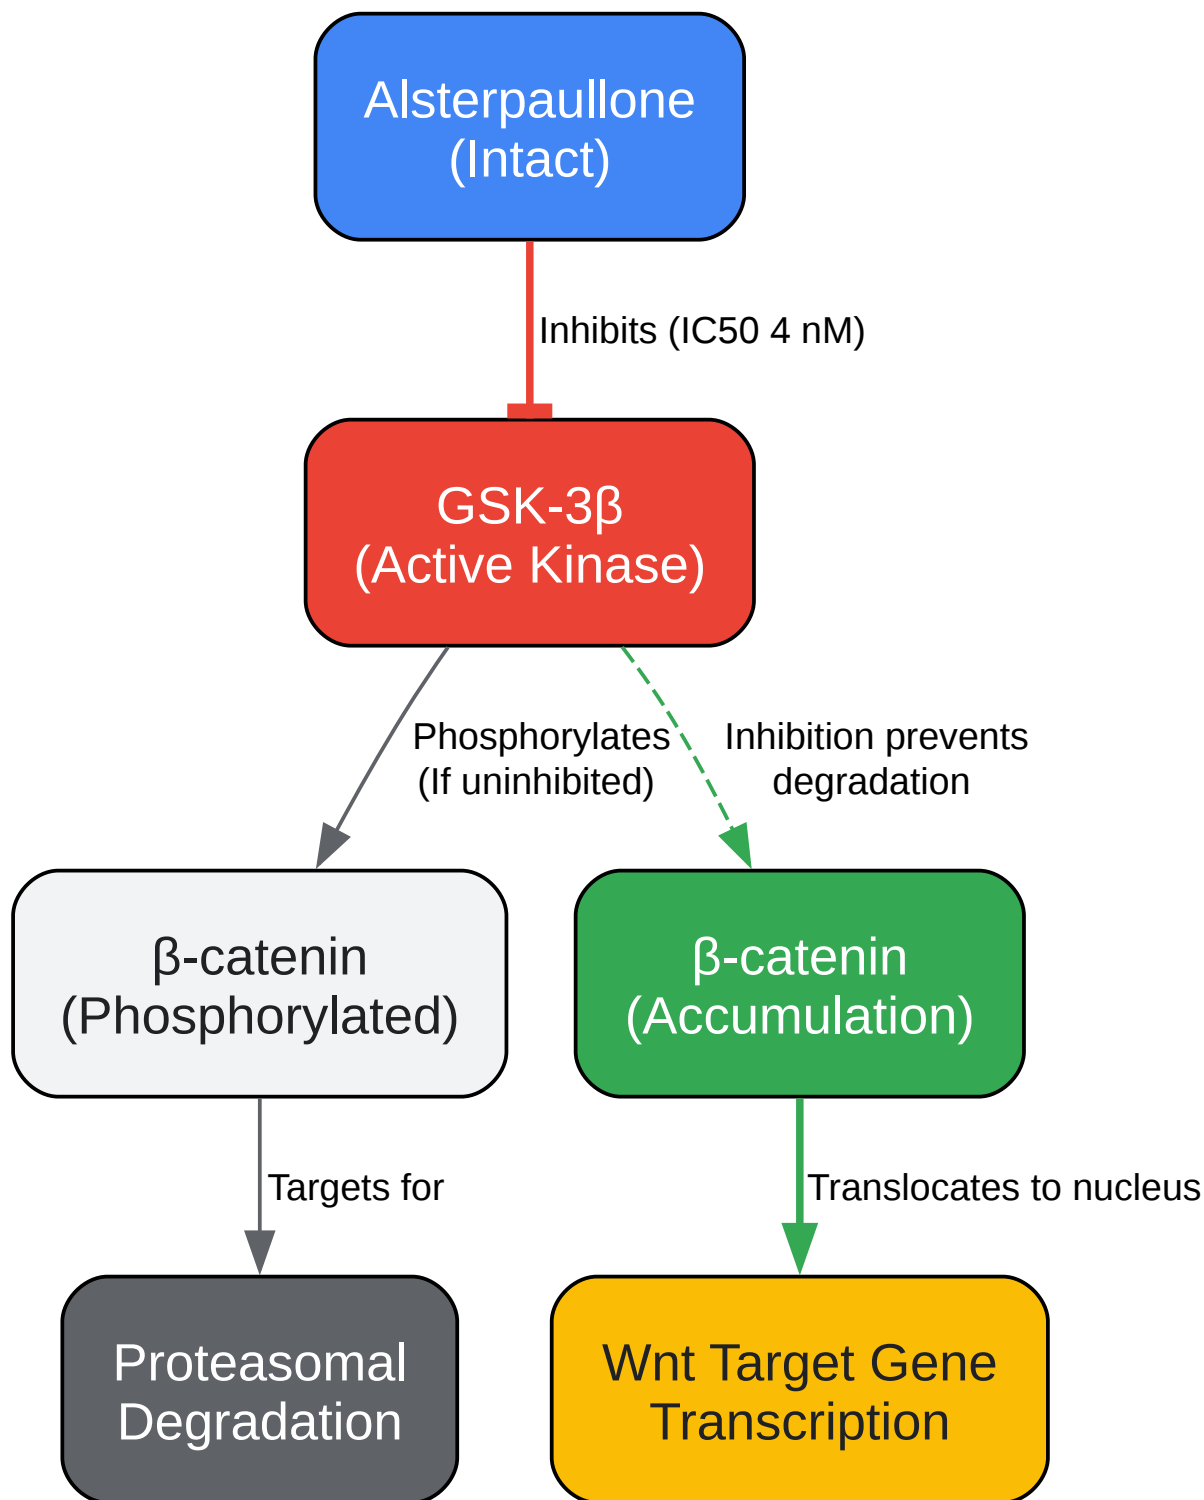 Alsterpaullone
(Intact)
Inhibits (IC50 4 nM)
GSK-3β
(Active Kinase)
Phosphorylates
(If uninhibited)
Inhibition prevents
degradation
β-catenin
(Phosphorylated)
β-catenin
(Accumulation)
Targets for
Translocates to nucleus
Proteasomal
Degradation
Wnt Target Gene
Transcription